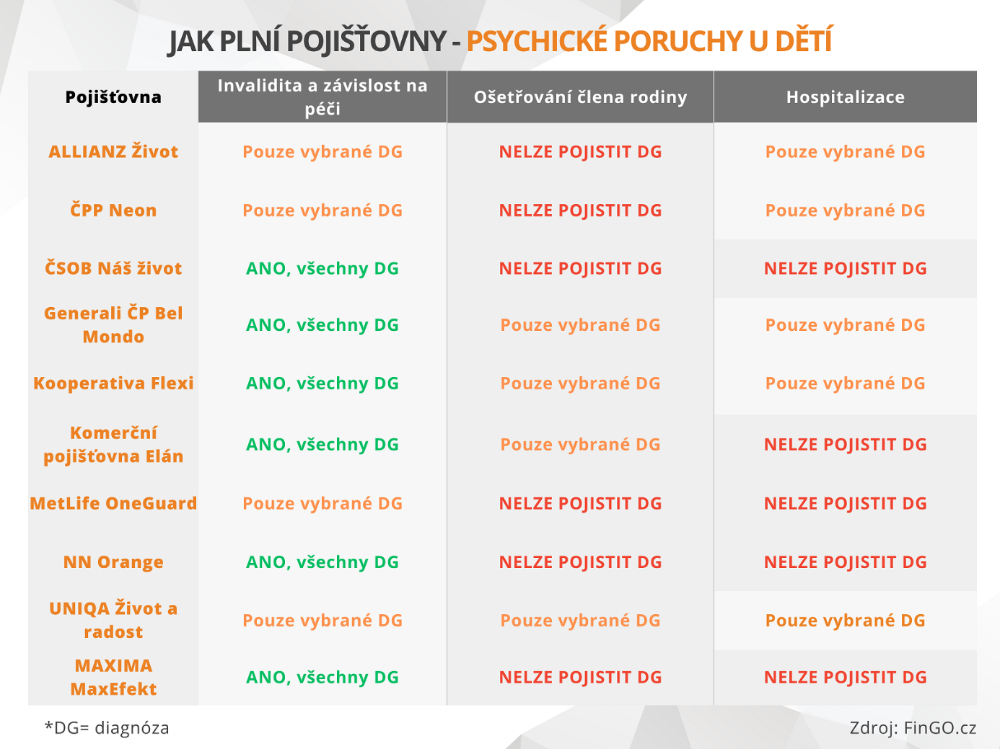 JAK PLNÍ POJIŠŤOVNY - PSYCHICKÉ PORUCHY U DĚTÍ
Pojišťovna
Invalidita a závislost na
péči
Ošetřování člena rodiny
Hospitalizace
ALLIANZ Život
Pouze vybrané DG
NELZE POJISTIT DG
Pouze vybrané DG
ČPP Neon
Pouze vybrané DG
NELZE POJISTIT DG
Pouze vybrané DG
ČSOB Náš život
ANO, všechny DG
NELZE POJISTIT DG
NELZE POJISTIT DG
Generali ČP Bel
Mondo
ANO, všechny DG
Pouze vybrané DG
Pouze vybrané DG
Kooperativa Flexi
ANO, všechny DG
Pouze vybrané DG
Pouze vybrané DG
Komerční
pojišťovna Elán
ANO, všechny DG
Pouze vybrané DG
NELZE POJISTIT DG
MetLife OneGuard
Pouze vybrané DG
NELZE POJISTIT DG
NELZE POJISTIT DG
NN Orange
ANO, všechny DG
NELZE POJISTIT DG
NELZE POJISTIT DG
UNIQA Život a
radost
Pouze vybrané DG
Pouze vybrané DG
Pouze vybrané DG
MAXIMA
MaxEfekt
ANO, všechny DG
NELZE POJISTIT DG
NELZE POJISTIT DG
*DG= diagnóza
Zdroj: FinGO.cz